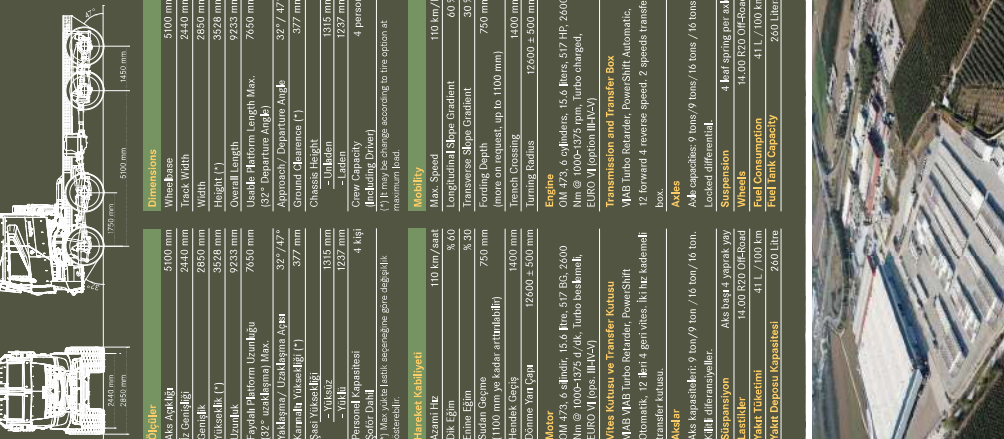 47°
32°
1450 mm
5100 mm
1750 mm
2440 mm
2850 mm
Ölçüler
Aks Açıklığı 5100 mm
İz Genişliği 2440 mm
Genişlik 2850 mm
Yükseklik (*) 3528 mm
Uzunluk 9233 mm
Faydalı Platform Uzunluğu 7650 mm
(32° uzaklaşma) Max.
Yaklaşma / Uzaklaşma Açısı 32°/ 47°
Karınaltı Yüksekliği (*) 377 mm
Şasi Yüksekliği
– Yüksüz 1315 mm
– Yüklü 1237 mm
Personel Kapasitesi 4 kişi
Şoför Dahil
(*) Max yükte lastik seçeneğine göre değişiklik
gösterebilir.
Hareket Kabiliyeti
Azami Hız 110 km/saat
Dik Eğim % 60
Enine Eğim % 30
Sudan Geçme 750 mm
(1100 mm ye kadar arttırılabilir)
Hendek Geçiş 1400 mm
Dönme Yarı Çapı 12600 ± 500 mm
Motor
OM 473, 6 silindir, 15,6 litre, 517 BG, 2600
Nm @ 1000-1375 d/dk, Turbo beslemeli,
EURO VI (ops. III-IV-V)
Vites Kutusu ve Transfer Kutusu
VIAB Turbo Retarder, PowerShift
Otomatik, 12 ileri 4 geri vites. İki hız kademeli
transfer kutusu.
Akslar
Aks kapasiteleri: 9 ton/9 ton /16 ton /16 ton.
Kilitli diferansiyeller.
Süspansiyon Aks başı 4 yaprak yay
Lastikler 14.00 R20 Off-Road
Yakıt Tüketimi 41 L / 100 km
Yakıt Deposu Kapasitesi 260 Litre
Dimensions
Wheelbase 5100 mm
Track Width 2440 mm
Width 2850 mm
Height (*) 3528 mm
Overall Length 9233 mm
Usable Platform Length Max. 7650 mm
(32° Departure Angle)
Approach/ Departure Angle 32° / 47°
Ground Clearence (*) 377 mm
Chassis Height
– Unladen 1315 mm
– Laden 1237 mm
Crew Capacity 4 person
(Including Driver)
(*) It may be change according to tire option at
maximum load.
Mobility
Max. Speed 110 km/
Longitudinal Slope Gradient 60 %
Transverse Slope Gradient 30 %
Fording Depth 750 mm
(more on request, up to 1100 mm)
Trench Crossing 1400 mm
Turning Radius 12600 ± 500 mm
Engine
OM 473, 6 cylinders, 15,6 liters, 517 HP, 2600
Nm @ 1000-1375 rpm, Turbo charged,
EURO VI (option III-IV-V)
Transmission and Transfer Box
VIAB Turbo Retarder, PowerShift Automatic,
12 forward 4 reverse speed. 2 speeds transfe
box.
Axles
Axle capacities: 9 tons/9 tons/16 tons /16 tons
Locked differential.
Suspension 4 leaf spring per axl
Wheels 14.00 R20 Off-Road
Fuel Consumption 41 L / 100 km
Fuel Tank Capacity 260 Liter